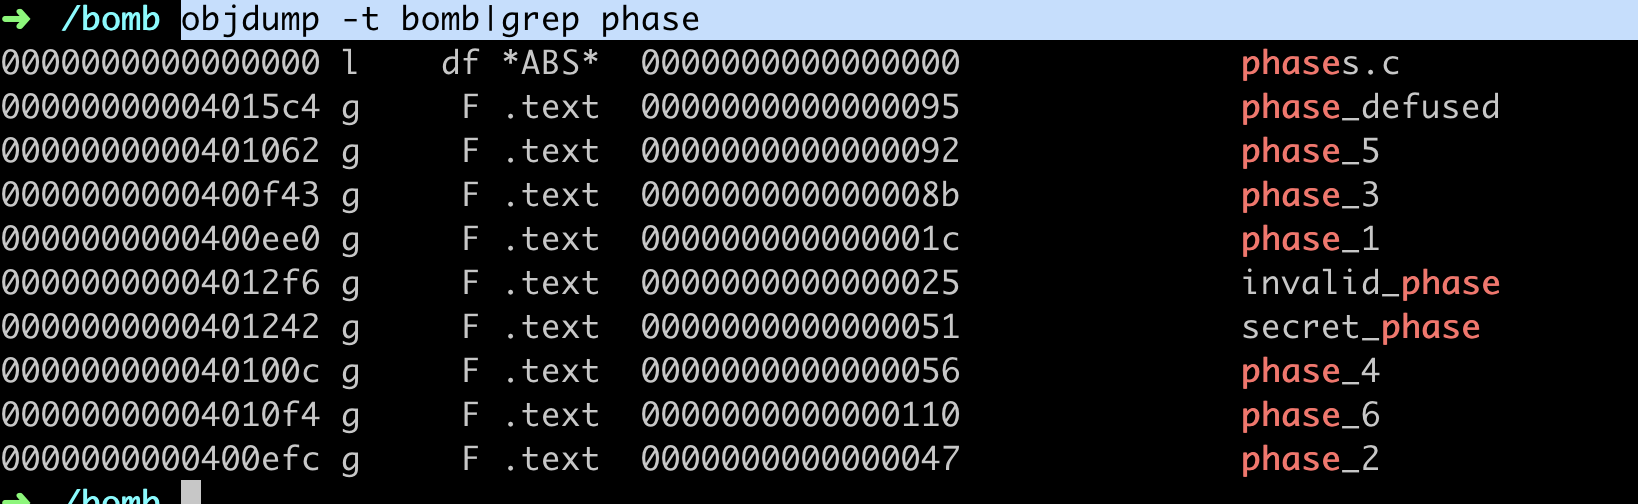 ➜  /bomb objdump -t bomb|grep phase
0000000000000000 l    df *ABS*  0000000000000000              phases.c
00000000004015c4 g     F .text  0000000000000095              phase_defused
0000000000401062 g     F .text  0000000000000092              phase_5
0000000000400f43 g     F .text  000000000000008b              phase_3
0000000000400ee0 g     F .text  000000000000001c              phase_1
00000000004012f6 g     F .text  0000000000000025              invalid_phase
0000000000401242 g     F .text  0000000000000051              secret_phase
000000000040100c g     F .text  0000000000000056              phase_4
00000000004010f4 g     F .text  0000000000000110              phase_6
0000000000400efc g     F .text  0000000000000047              phase_2
➜  /bomb